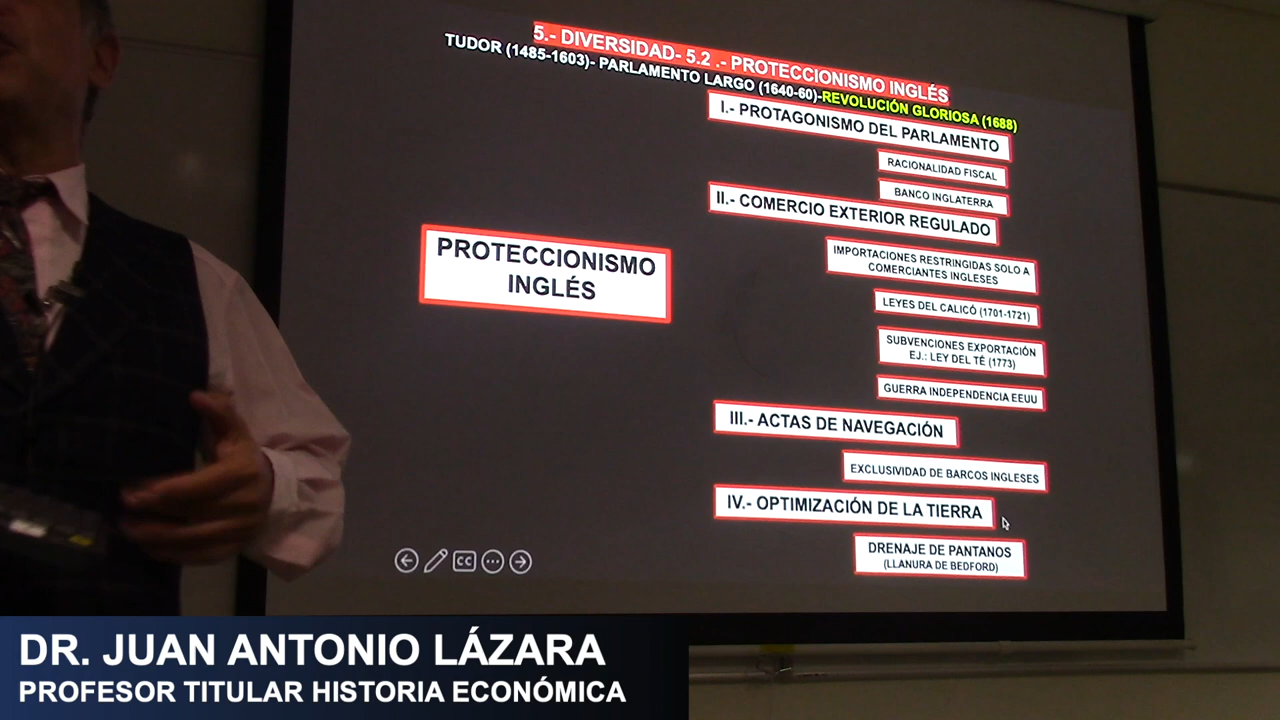 5.- DIVERSIDAD- 5.2 .- PROTECCIONISMO INGLÉS
TUDOR (1485-1603)- PARLAMENTO LARGO (1640-60)-REVOLUCIÓN GLORIOSA (1688)
I.- PROTAGONISMO DEL PARLAMENTO
RACIONALIDAD FISCAL
BANCO INGLATERRA
II.- COMERCIO EXTERIOR REGULADO
PROTECCIONISMO
INGLÉS
IMPORTACIONES RESTRINGIDAS SOLO A
COMERCIANTES INGLESES
LEYES DEL CALICÓ (1701-1721)
SUBVENCIONES EXPORTACIÓN
EJ.: LEY DEL TÉ (1773)
GUERRA INDEPENDENCIA EEUU
III.- ACTAS DE NAVEGACIÓN
EXCLUSIVIDAD DE BARCOS INGLESES
IV.- OPTIMIZACIÓN DE LA TIERRA
DRENAJE DE PANTANOS
(LLANURA DE BEDFORD)
CC
DR. JUAN ANTONIO LÁZARA
PROFESOR TITULAR HISTORIA ECONÓMICA